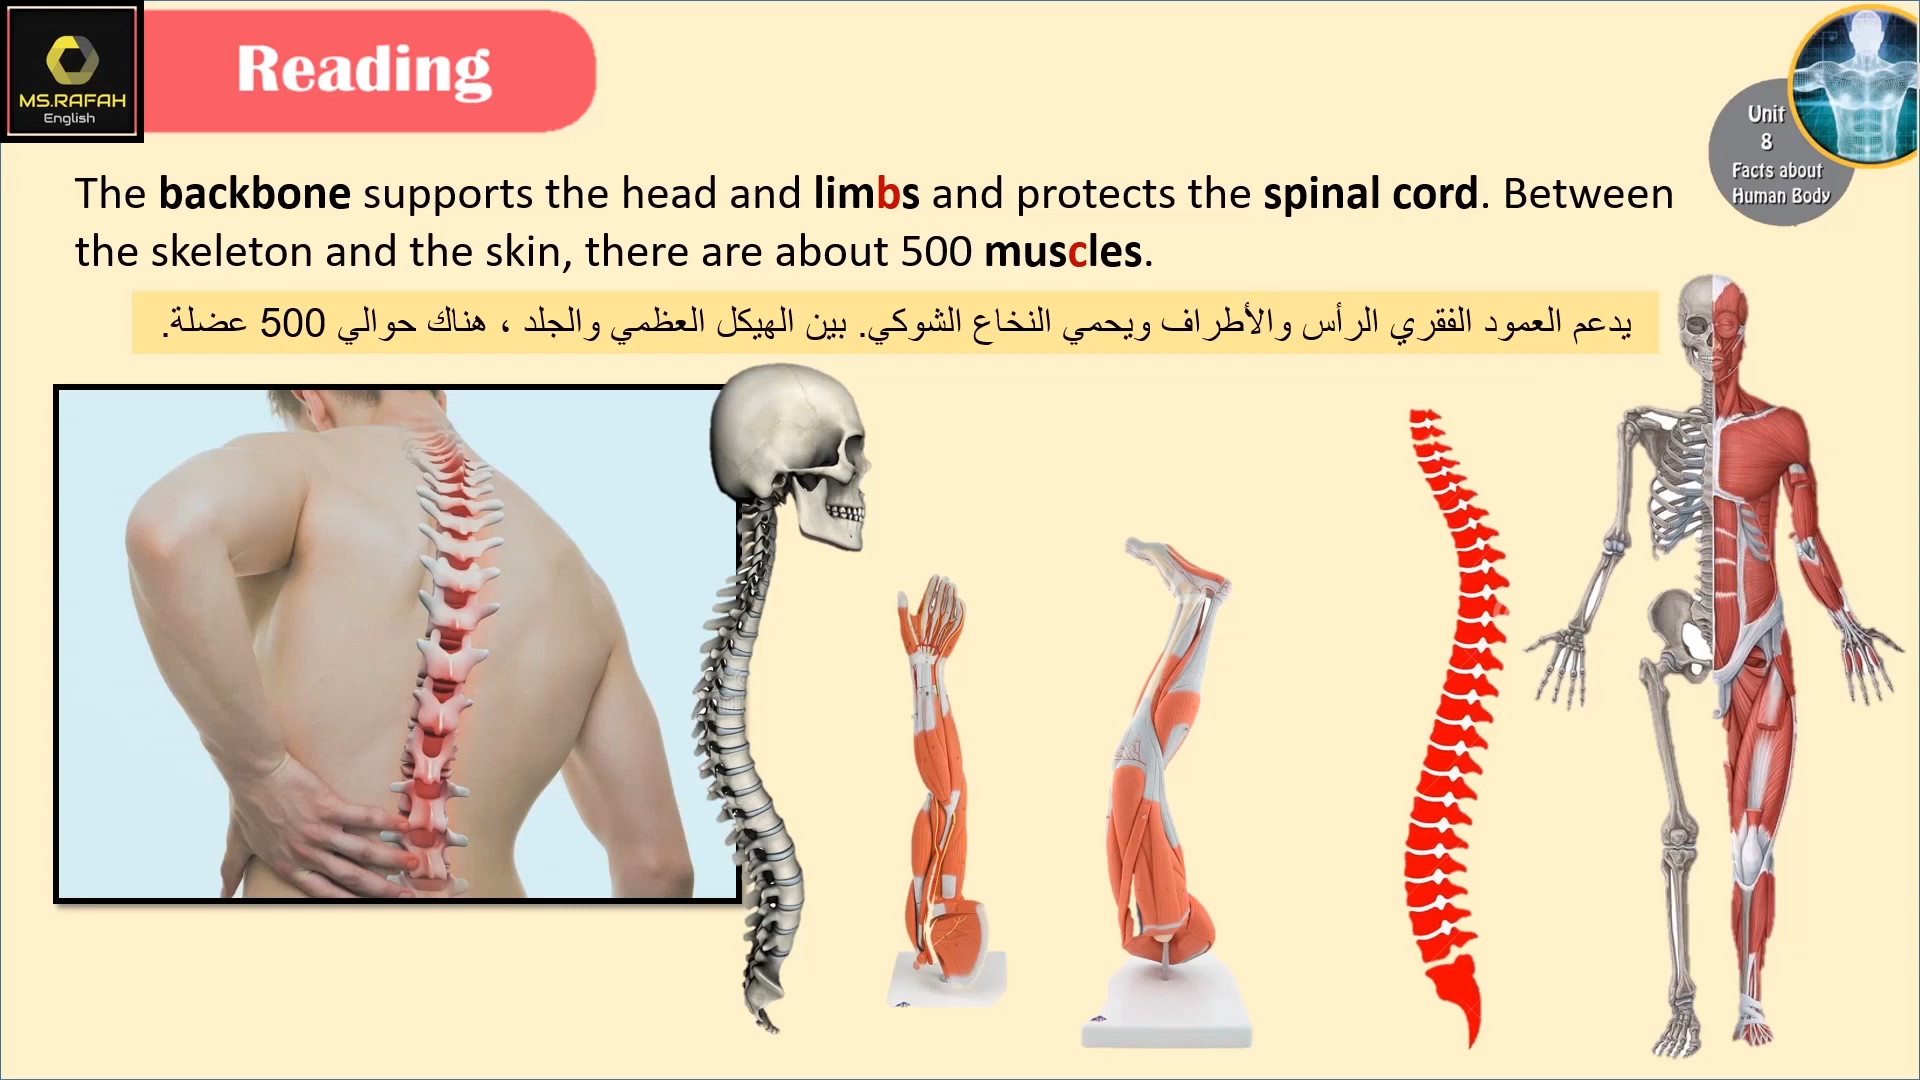 MS.RAFAH
English
Reading
Unit
8
Facts about
Human Body
The backbone supports the head and limbs and protects the spinal cord. Between
the skeleton and the skin, there are about 500 muscles.
يدعم العمود الفقري الرأس والأطراف ويحمي النخاع الشوكي. بين الهيكل العظمي والجلد ، هناك حوالي 500 عضلة.